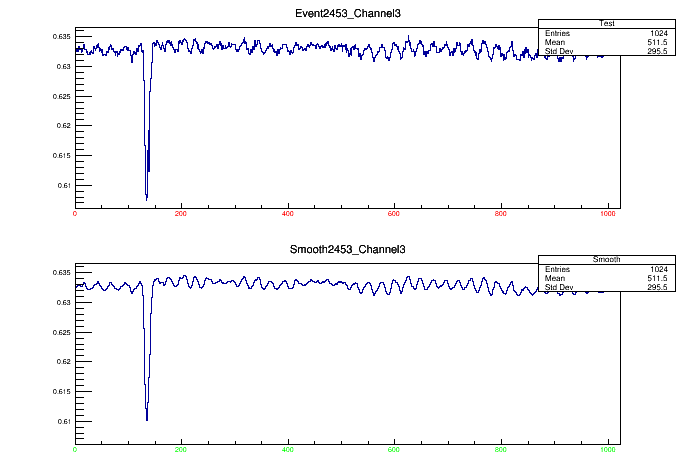 Event2453_Channel3
Test
Entries 1024
Mean 511.5
Std Dev 295.5
0.635
0.63
0.625
0.62
0.615
0.61
0 200 400 600 800 1000
Smooth2453_Channel3
Smooth
Entries 1024
Mean 511.5
Std Dev 295.5
0.635
0.63
0.625
0.62
0.615
0.61
0 200 400 600 800 1000